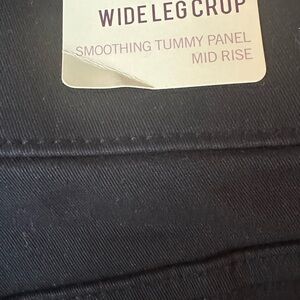 WIDE LEG CROP
SMOOTHING TUMMY PANEL
MID RISE